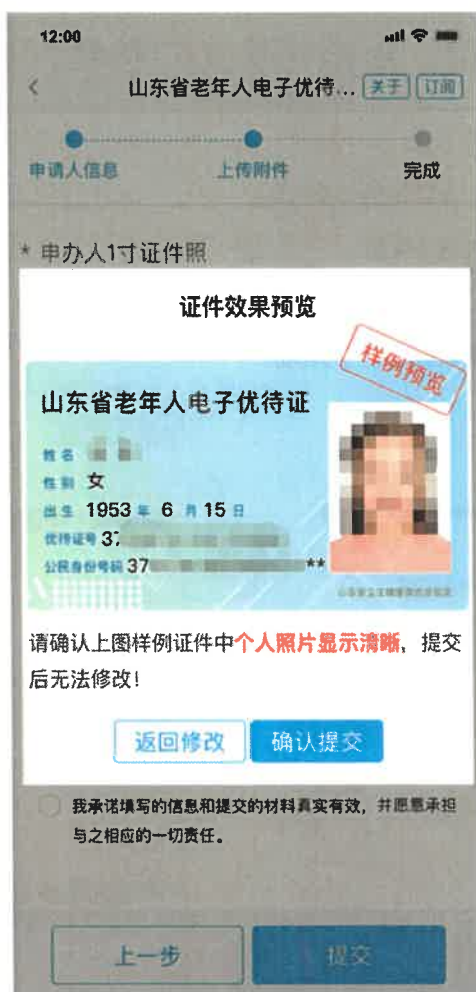 12:00
山东省老年人电子优待... 关于 订阅
申请人信息 上传附件 完成
* 申办人1寸证件照
证件效果预览
样例预览
山东省老年人电子优待证
姓名
性别 女
出生 1953 年 6 月 15 日
优待证号 37
公民身份号码 37 **
请确认上图样例证件中个人照片显示清晰，提交
后无法修改！
返回修改 确认提交
我承诺填写的信息和提交的材料真实有效，并愿意承担
与之相应的一切责任。
上一步 提交